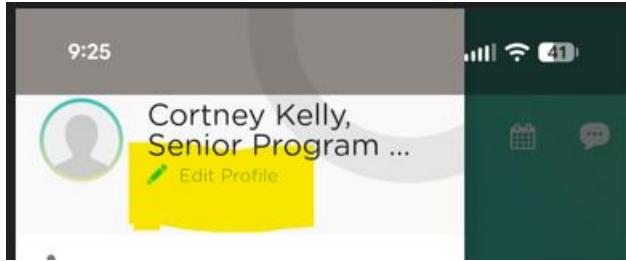 9:25
41
Cortney Kelly,
Senior Program ...
Edit Profile